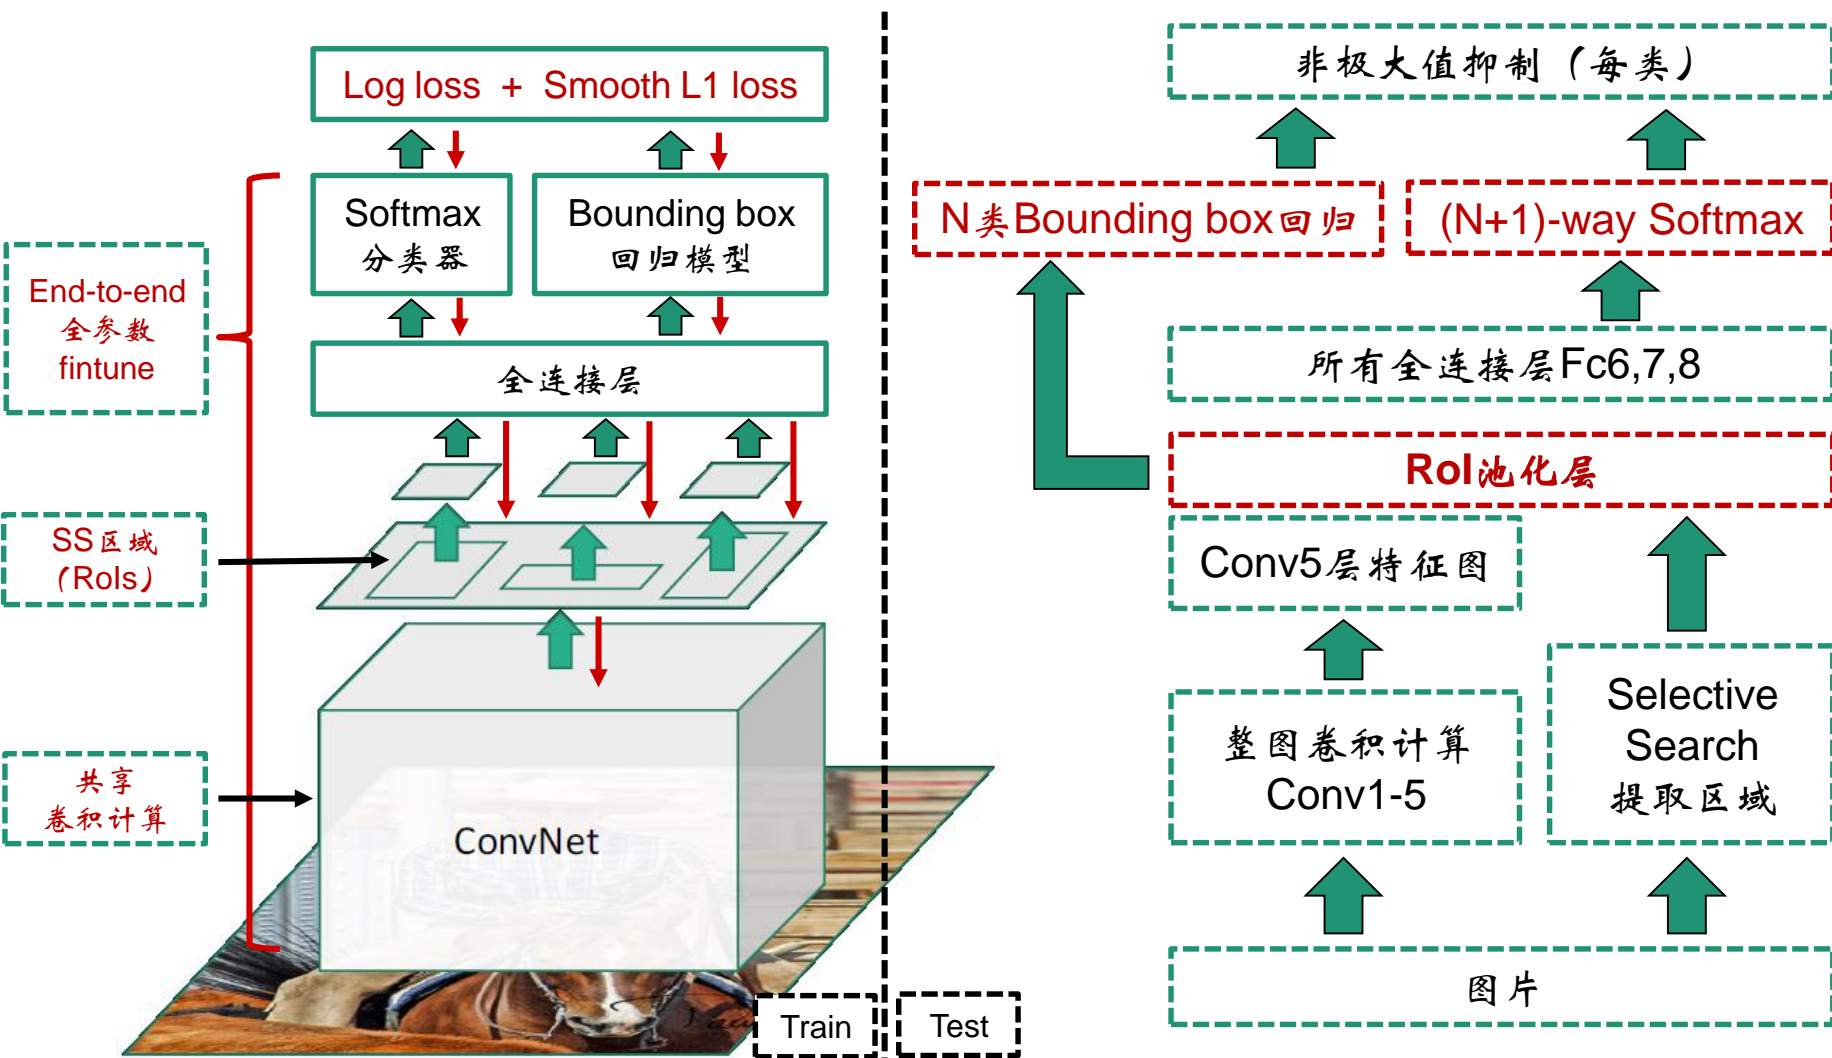 Log loss + Smooth L1 loss
Softmax
分类器
Bounding box
回归模型
End-to-end
全参数
fintune
全连接层
SS区域
（RoIs）
共享
卷积计算
ConvNet
Train
Test
非极大值抑制（每类）
N类Bounding box回归
(N+1)-way Softmax
所有全连接层Fc6,7,8
RoI池化层
Conv5层特征图
整图卷积计算
Conv1-5
Selective
Search
提取区域
图片